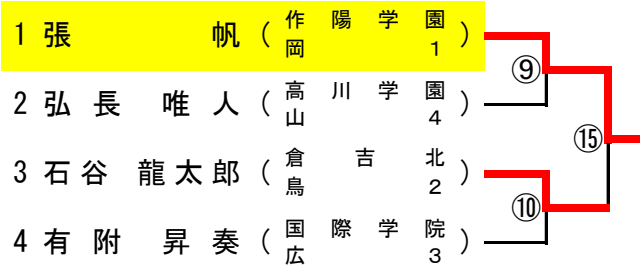 1 張 帆 ( 作陽学園 岡 1 )
⑨
2 弘長 唯人 ( 高川学園 山 4 )
⑮
3 石谷 龍太郎 ( 倉吉北 鳥 2 )
⑩
4 有附 昇奏 ( 国際学院 広 3 )